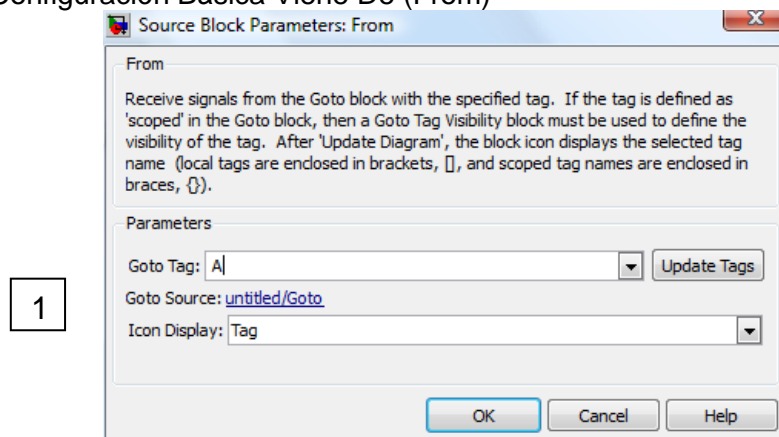 Configuración Básica Viene De (From)
Source Block Parameters: From
From
Receive signals from the Goto block with the specified tag. If the tag is defined as
'scoped' in the Goto block, then a Goto Tag Visibility block must be used to define the
visibility of the tag. After 'Update Diagram', the block icon displays the selected tag
name (local tags are enclosed in brackets, [], and scoped tag names are enclosed in
braces, {}).
Parameters
Goto Tag: A Update Tags
1
Goto Source: untitled/Goto
Icon Display: Tag
OK Cancel Help